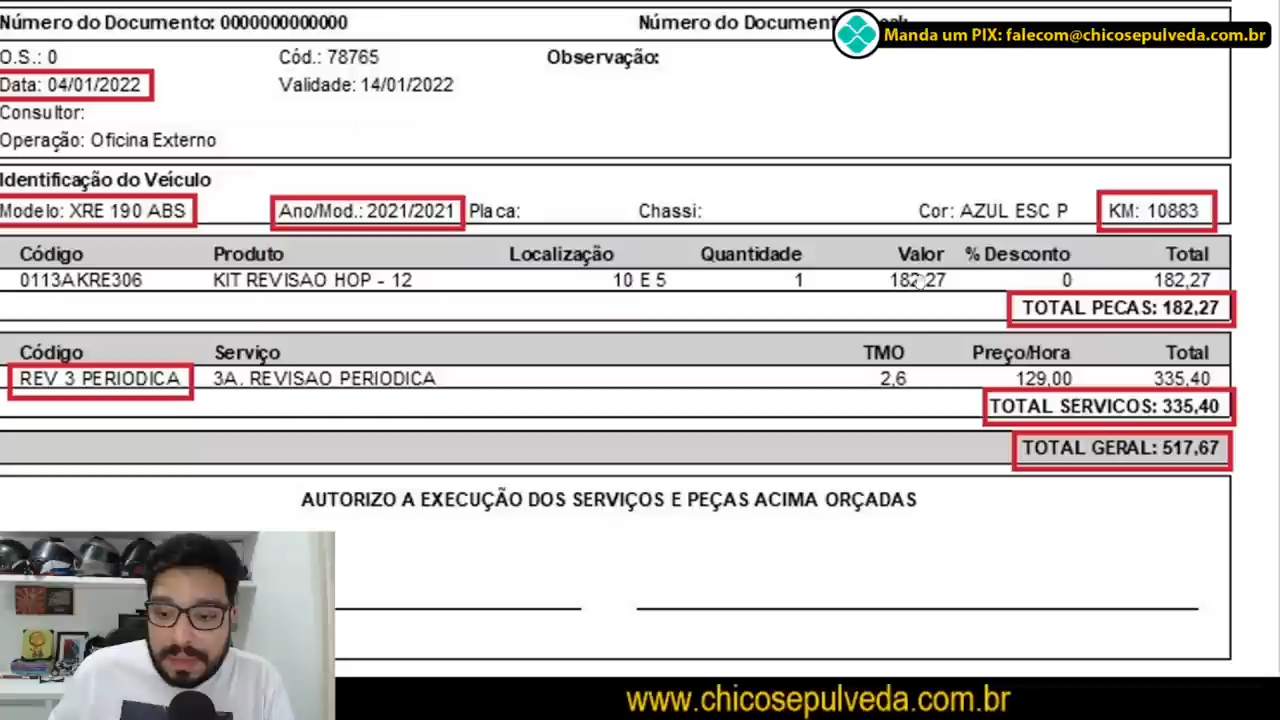 Número do Documento: 0000000000000 Número do Document
Manda um PIX: falecom@chicosepulveda.com.br
O.S.: 0 Cód.: 78765 Observação:
Data: 04/01/2022 Validade: 14/01/2022
Consultor:
Operação: Oficina Externo
Identificação do Veículo
Modelo: XRE 190 ABS Ano/Mod.: 2021/2021 Placa: Chassi: Cor: AZUL ESC P KM: 10883
Código Produto Localização Quantidade Valor % Desconto Total
0113AKRE306 KIT REVISAO HOP - 12 10 E 5 1 182,27 0 182,27
TOTAL PECAS: 182,27
Código Serviço TMO Preço/Hora Total
REV 3 PERIODICA 3A. REVISAO PERIODICA 2,6 129,00 335,40
TOTAL SERVICOS: 335,40
TOTAL GERAL: 517,67
AUTORIZO A EXECUÇÃO DOS SERVIÇOS E PEÇAS ACIMA ORÇADAS
www.chicosepulveda.com.br